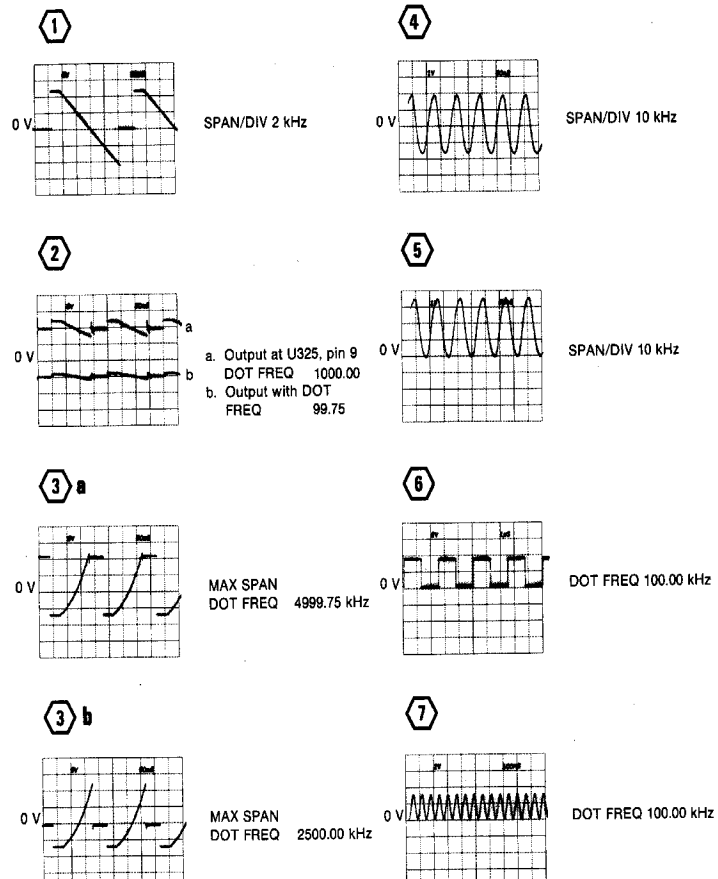 1
0 V
SPAN/DIV 2 kHz
2
a
0 V
b
a. Output at U325, pin 9
DOT FREQ 1000.00
b. Output with DOT
FREQ 99.75
3 a
0 V
MAX SPAN
DOT FREQ 4999.75 kHz
3 b
0 V
MAX SPAN
DOT FREQ 2500.00 kHz
4
1V
0 V
SPAN/DIV 10 kHz
5
0 V
SPAN/DIV 10 kHz
6
0 V
DOT FREQ 100.00 kHz
7
0 V
DOT FREQ 100.00 kHz